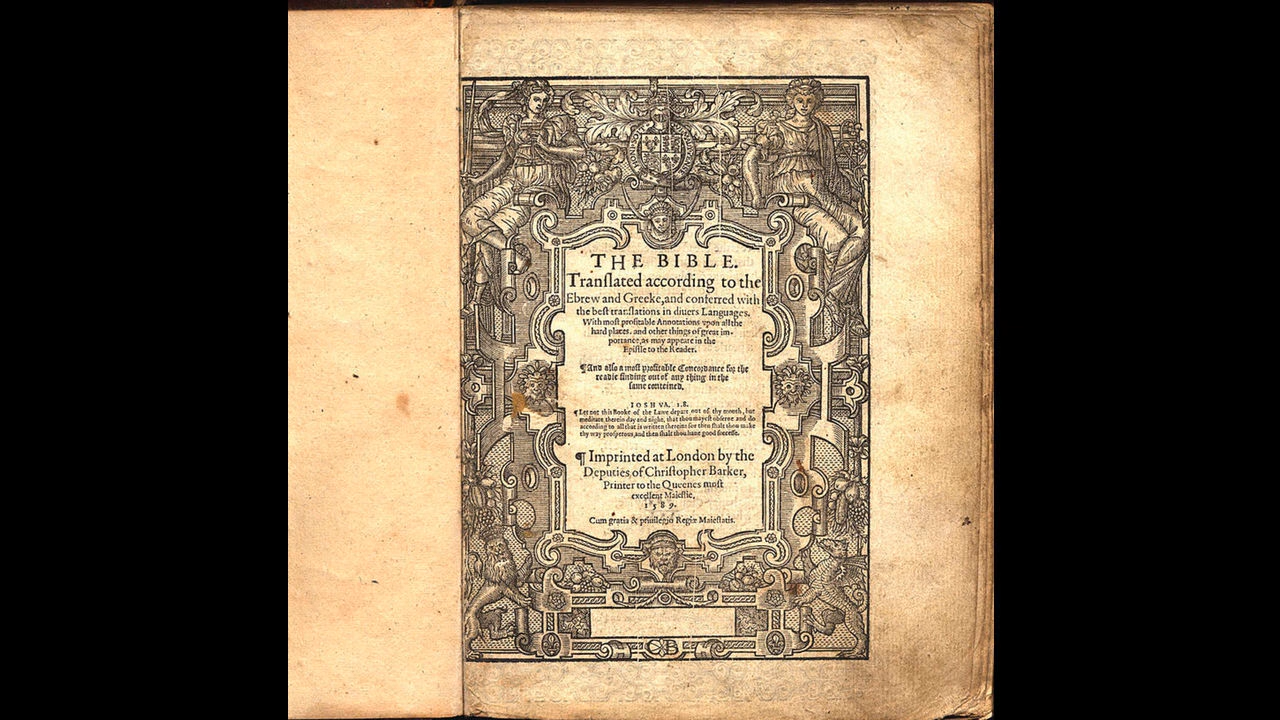 THE BIBLE.
Tranſlated according to the
Ebrew and Greeke, and conferred with
the beſt tranſlations in diuers Languages.
With moſt profitable Annotations vpon all the
hard places, and other things of great im-
portance, as may appeare in the
Epiſtle to the Reader.
¶ And alſo a moſt profitable Concordance for the
readie finding out of any thing in the
ſame conteined.
IOSHVA. 1.8.
¶ Let not this Booke of the Lawe depart out of thy mouth, but
meditate therein day and night, that thou mayeſt obſerue and do
according to all that is written therein: for then ſhalt thou make
thy way proſperous, and then ſhalt thou haue good ſucceſſe.
¶ Imprinted at London by the
Deputies of Chriſtopher Barker,
Printer to the Queenes moſt
excellent Maieſtie.
1589.
Cum gratia & priuilegio Regiæ Maieſtatis.